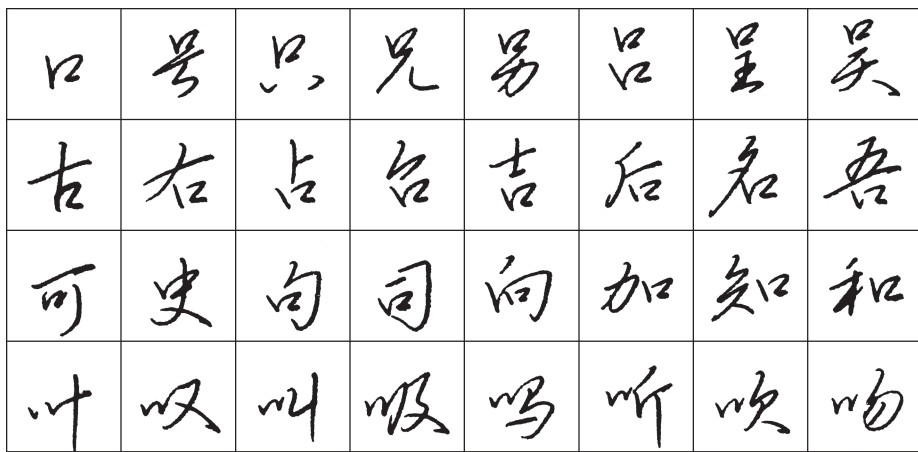 口号只兄另吕呈吴
古右占台吉后名吾
可史句司向加知和
叶叹叫吸吗听吹吻